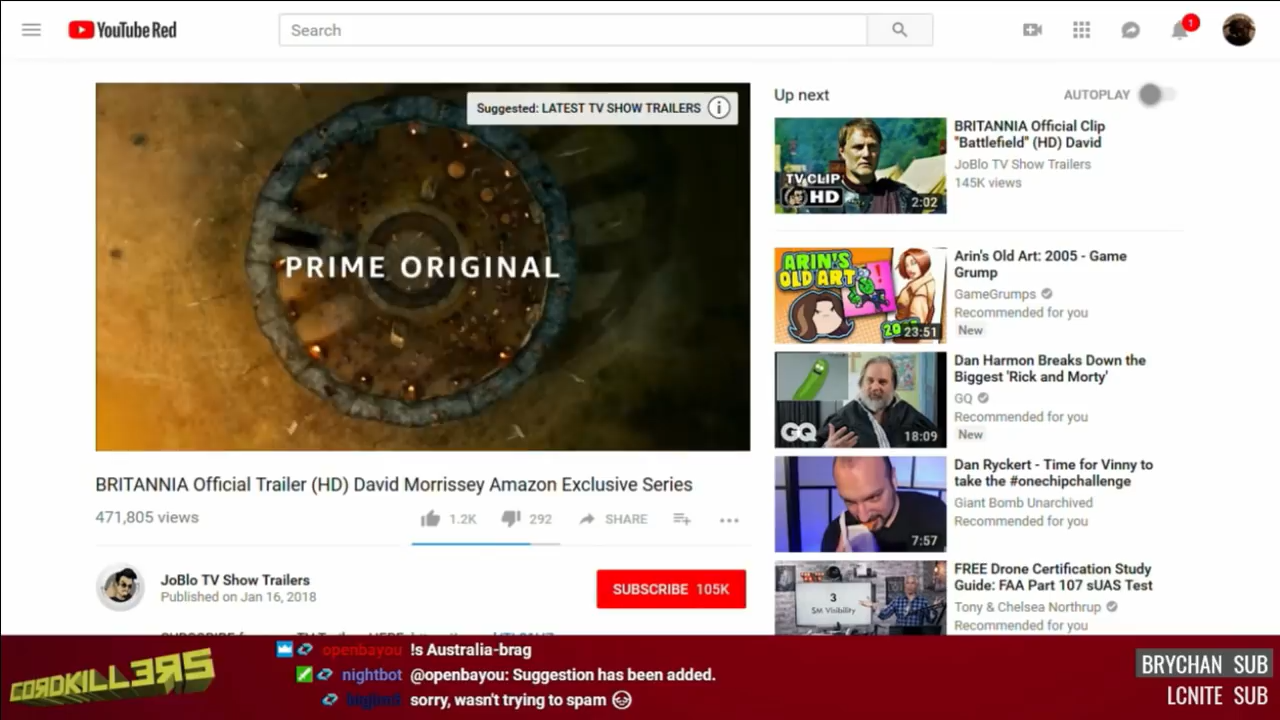 YouTube Red
Search
1
Suggested: LATEST TV SHOW TRAILERS
PRIME ORIGINAL
BRITANNIA Official Trailer (HD) David Morrissey Amazon Exclusive Series
471,805 views
1.2K 292 SHARE
JoBlo TV Show Trailers
Published on Jan 16, 2018
SUBSCRIBE 105K
Up next
AUTOPLAY
TV CLIP
HD
2:02
BRITANNIA Official Clip
"Battlefield" (HD) David
JoBlo TV Show Trailers
145K views
ARIN'S
OLD ART
23:51
Arin's Old Art: 2005 - Game
Grump
GameGrumps
Recommended for you
New
GQ
18:09
Dan Harmon Breaks Down the
Biggest 'Rick and Morty'
GQ
Recommended for you
New
7:57
Dan Ryckert - Time for Vinny to
take the #onechipchallenge
Giant Bomb Unarchived
Recommended for you
3
SM Visibility
FREE Drone Certification Study
Guide: FAA Part 107 sUAS Test
Tony & Chelsea Northrup
Recommended for you
CORDKILLERS
openbayou !s Australia-brag
nightbot @openbayou: Suggestion has been added.
sorry, wasn't trying to spam
BRYCHAN SUB
LCNITE SUB